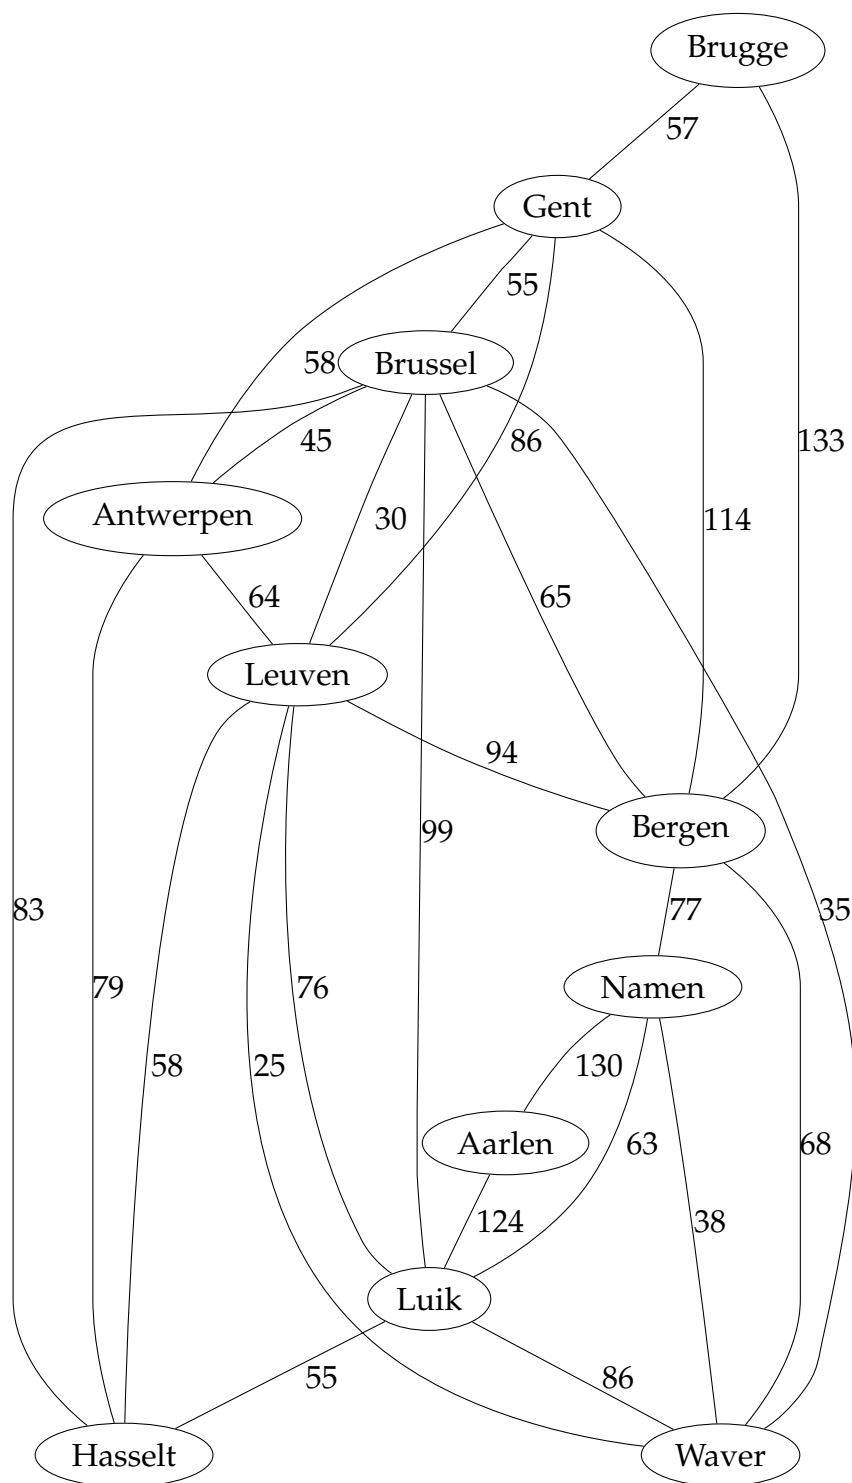 Brugge
57
Gent
55
58
Brussel
45
86
133
Antwerpen
30
114
64
65
Leuven
94
Bergen
99
83
77
35
79
76
Namen
58
25
130
Aarlen
63
68
124
38
Luik
55
86
Hasselt
Waver